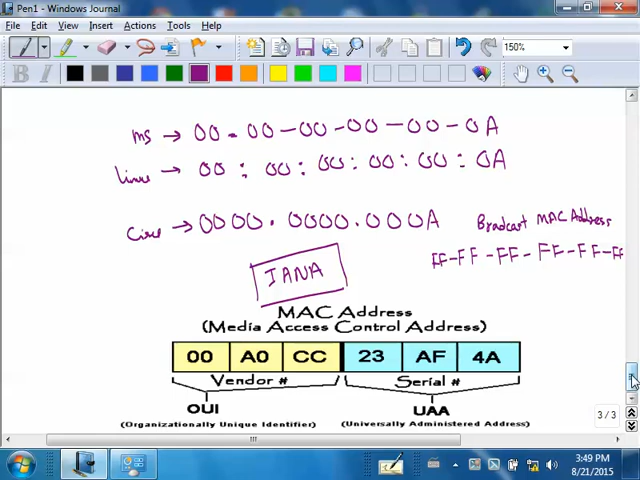 Pen1 - Windows Journal
File Edit View Insert Actions Tools Help
150%
B I
MS → 00 - 00 - 00 - 00 - 00 - 0A
Linux → 00 : 00 : 00 : 00 : 00 : 0A
Cisco → 0000 . 0000 . 000A
Bradcast MAC Address
FF-FF-FF-FF-FF-FF
IANA
MAC Address
(Media Access Control Address)
00 A0 CC 23 AF 4A
Vendor # Serial #
OUI UAA
(Organizationally Unique Identifier) (Universally Administered Address)
3 / 3
3:49 PM
8/21/2015